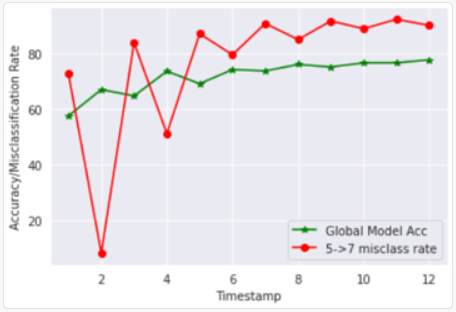 Accuracy/Misclassification Rate
80
60
40
20
2 4 6 8 10 12
Timestamp
Global Model Acc
5->7 misclass rate